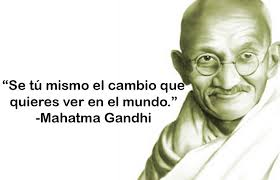 “Se tú mismo el cambio que
quieres ver en el mundo.”
-Mahatma Gandhi